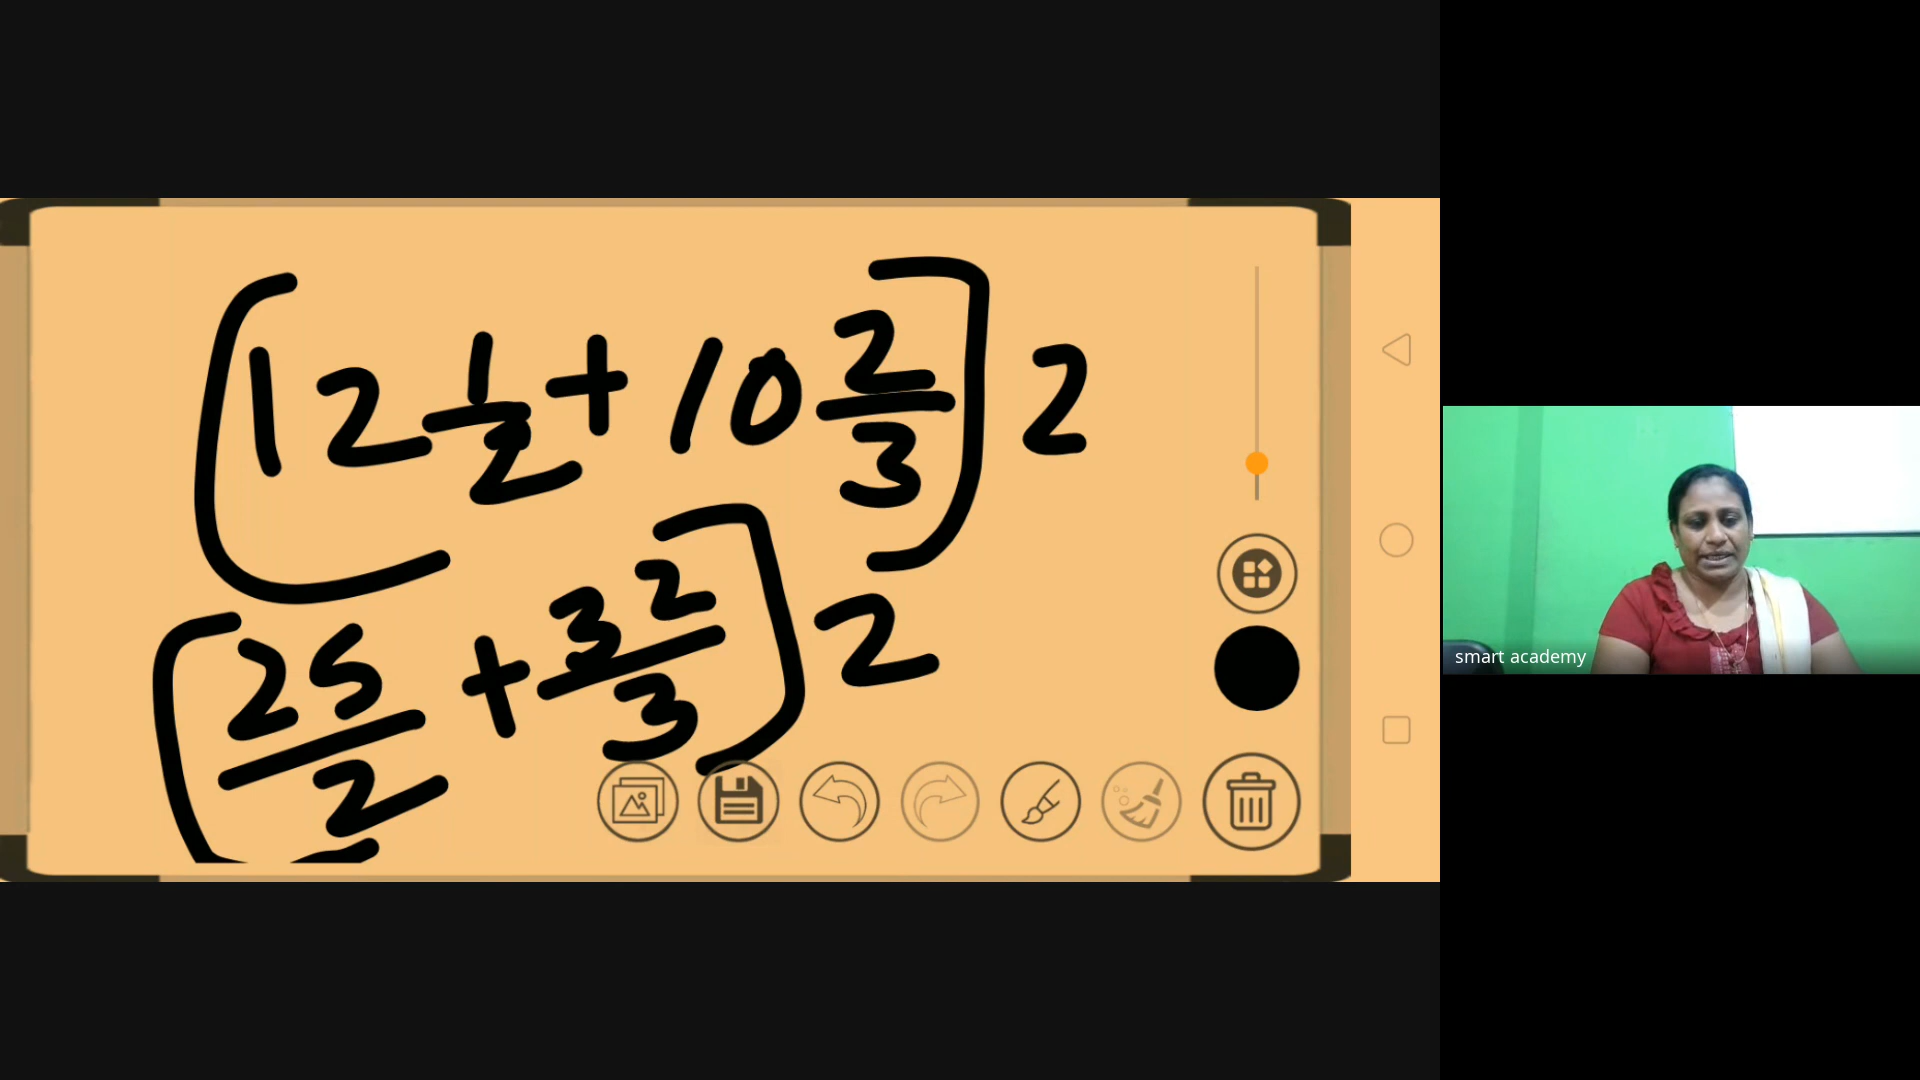 (12 1/2 + 10 2/3) 2
(25/2 + 32/3) 2
smart academy